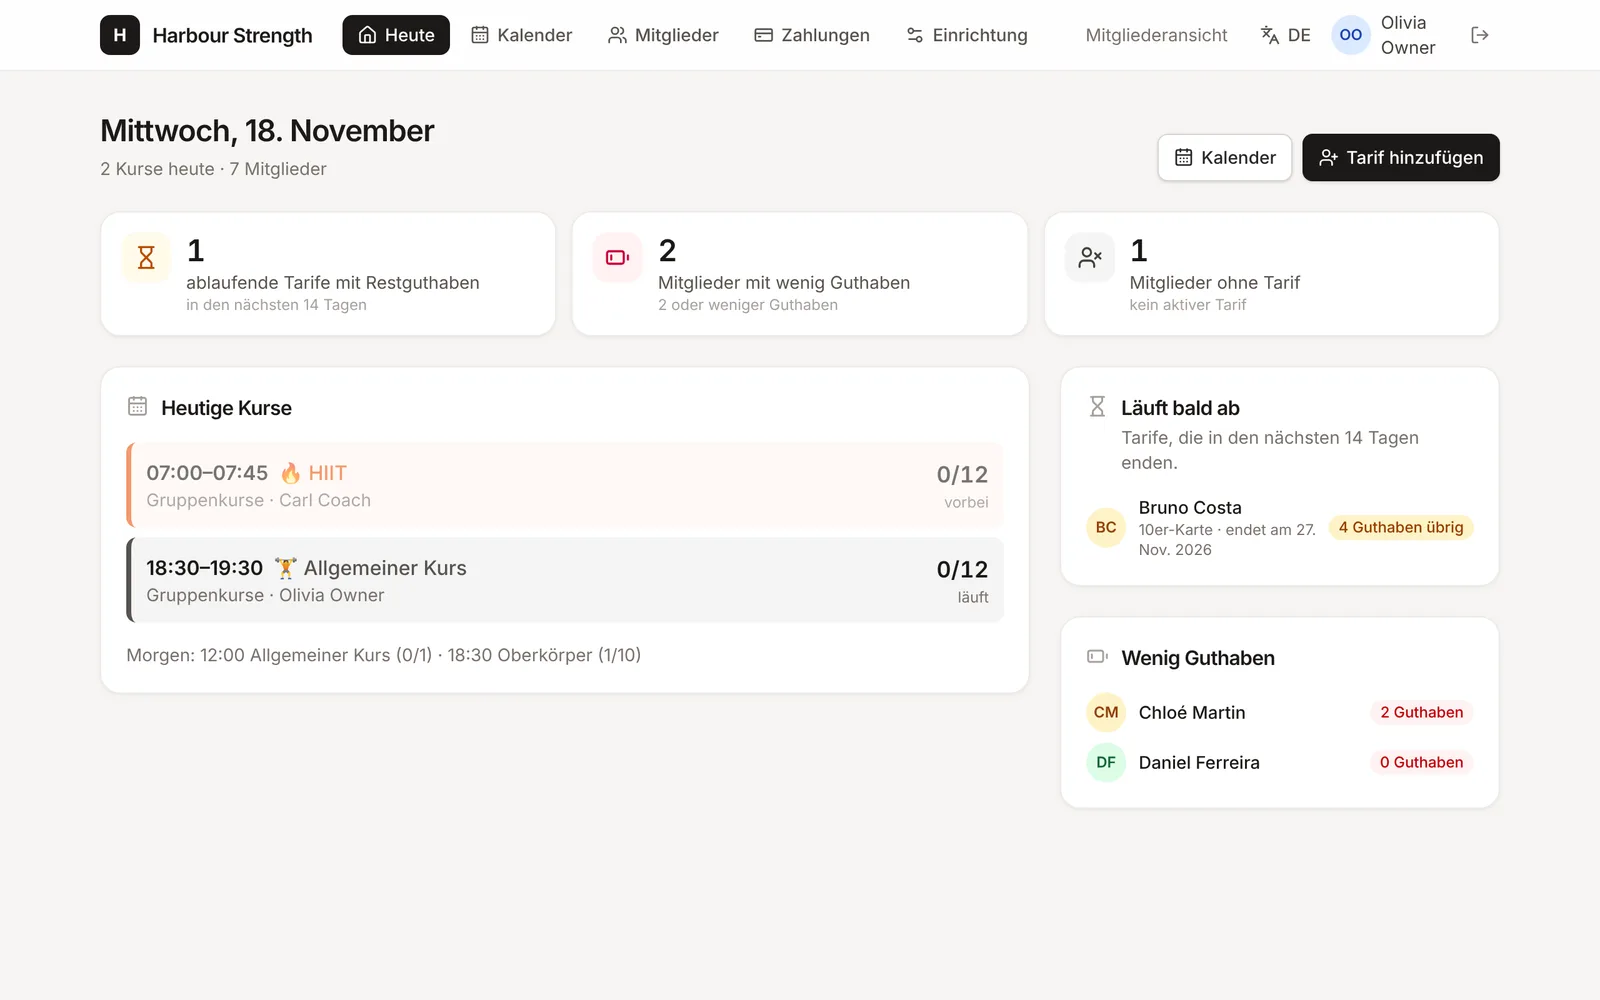 H Harbour Strength Heute Kalender Mitglieder Zahlungen Einrichtung Mitgliederansicht DE OO Olivia Owner
Mittwoch, 18. November
2 Kurse heute · 7 Mitglieder
Kalender Tarif hinzufügen
1
ablaufende Tarife mit Restguthaben
in den nächsten 14 Tagen
2
Mitglieder mit wenig Guthaben
2 oder weniger Guthaben
1
Mitglieder ohne Tarif
kein aktiver Tarif
Heutige Kurse
07:00–07:45 🔥 HIIT 0/12
Gruppenkurse · Carl Coach vorbei
18:30–19:30 🏋️ Allgemeiner Kurs 0/12
Gruppenkurse · Olivia Owner läuft
Morgen: 12:00 Allgemeiner Kurs (0/1) · 18:30 Oberkörper (1/10)
Läuft bald ab
Tarife, die in den nächsten 14 Tagen
enden.
BC Bruno Costa
10er-Karte · endet am 27.
Nov. 2026
4 Guthaben übrig
Wenig Guthaben
CM Chloé Martin 2 Guthaben
DF Daniel Ferreira 0 Guthaben